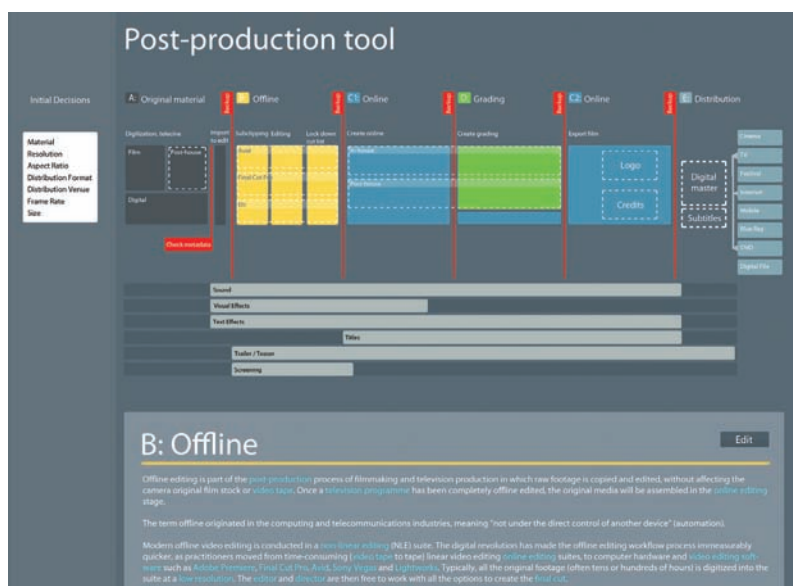 Post-production tool
Initial Decisions
A: Original material
Backup
B: Offline
Backup
C1: Online
Backup
D: Grading
Backup
C2: Online
Backup
E: Distribution
Material
Resolution
Aspect Ratio
Distribution Format
Distribution Venue
Frame Rate
Size
Digitization, telecine
Import to edit
Subclipping
Editing
Lock down cut list
Create online
Create grading
Export film
Film
Post-house
Digital
Avid
Final Cut Pro
In-house
Post-house
Logo
Credits
Digital master
Subtitles
Cinema
TV
Festival
Internet
Mobile
Blue Ray
DVD
Digital File
Check metadata
Sound
Visual Effects
Text Effects
Titles
Trailer / Teaser
Screening
B: Offline
Edit
Offline editing is part of the post-production process of filmmaking and television production in which raw footage is copied and edited, without affecting the
camera original film stock or video tape. Once a television programme has been completely offline edited, the original media will be assembled in the online editing
stage.
The term offline originated in the computing and telecommunications industries, meaning "not under the direct control of another device" (automation).
Modern offline video editing is conducted in a non-linear editing (NLE) suite. The digital revolution has made the offline editing workflow process immeasurably
quicker, as practitioners moved from time-consuming (video tape to tape) linear video editing online editing suites, to computer hardware and video editing soft-
ware such as Adobe Premiere, Final Cut Pro, Avid, Sony Vegas and Lightworks. Typically, all the original footage (often tens or hundreds of hours) is digitized into the
suite at a low resolution. The editor and director are then free to work with all the options to create the final cut.